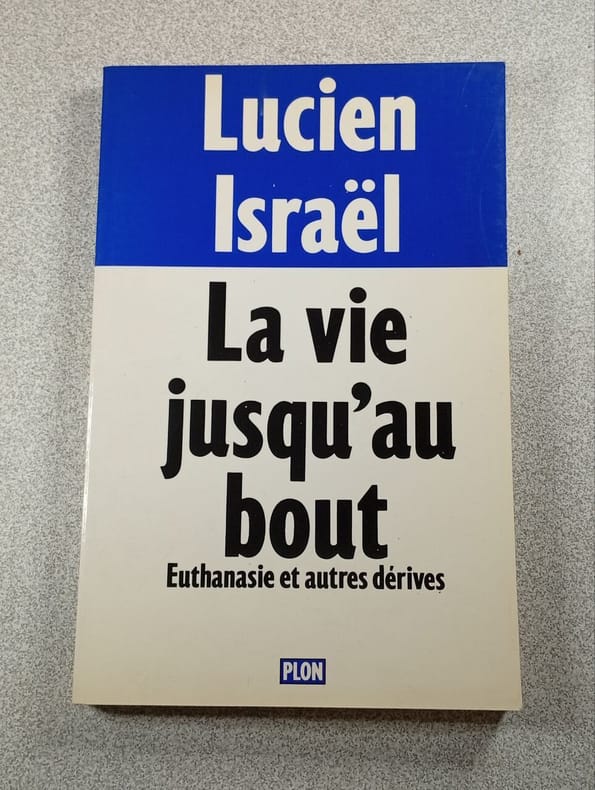 Lucien
Israël
La vie
jusqu'au
bout
Euthanasie et autres dérives
PLON